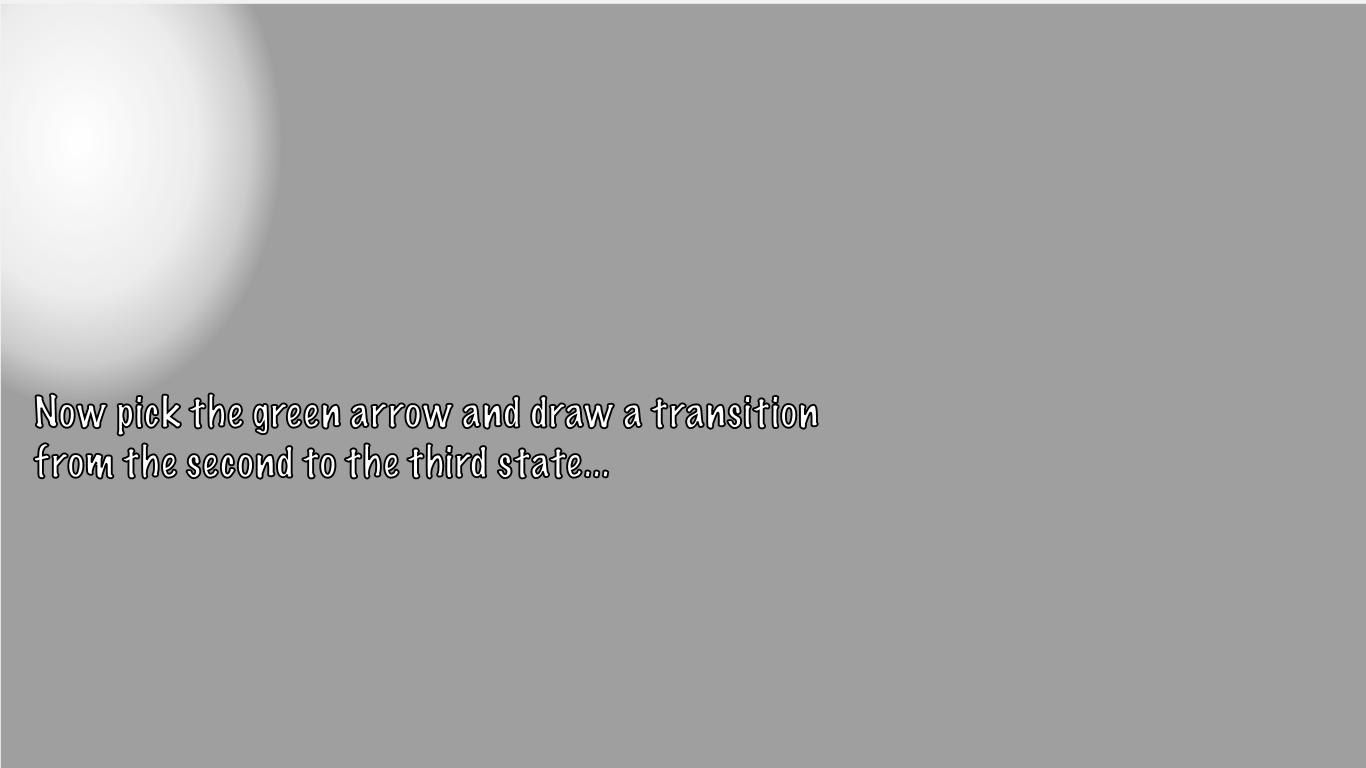 Now pick the green arrow and draw a transition
from the second to the third state...